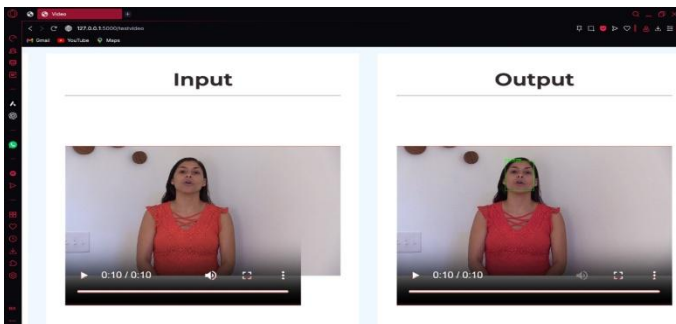 Video
127.0.0.1:5000/testvideo
Gmail YouTube Maps
Input
Output
0:10 / 0:10
0:10 / 0:10